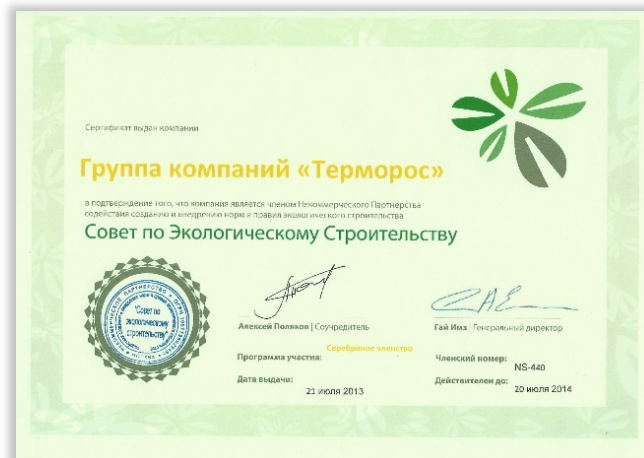 Сертификат выдан компании
Группа компаний «Терморос»
в подтверждение того, что компания является членом Некоммерческого Партнерства
содействия созданию и внедрению норм и правил экологического строительства
Совет по Экологическому Строительству
"Совет по
экологическому
строительству"
Алексей Поляков | Соучредитель
Гай Имз | Генеральный директор
Программа участия:
Серебряное членство
Членский номер:
NS-440
Дата выдачи:
21 июля 2013
Действителен до:
20 июля 2014